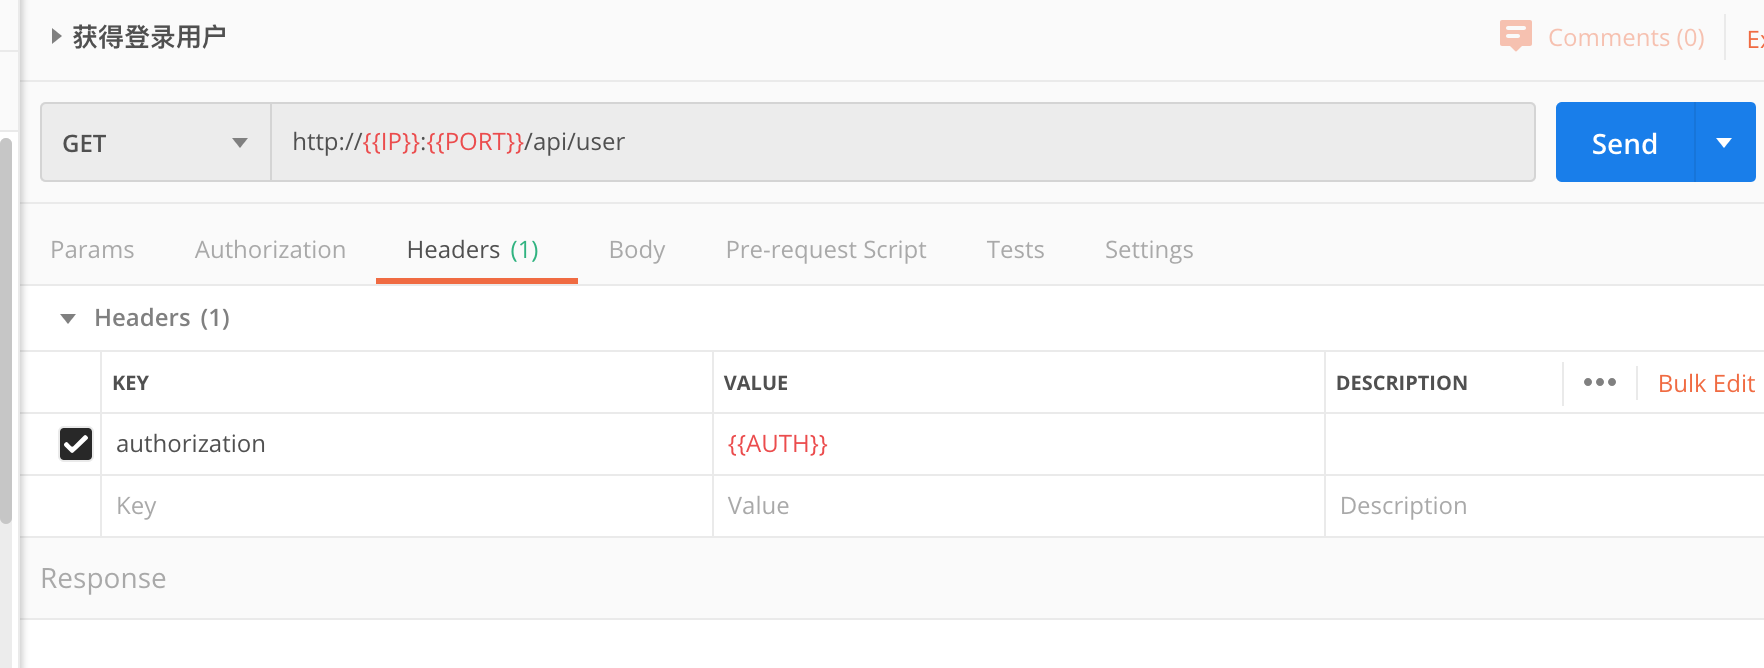 获得登录用户
Comments (0)
GET
http://{{IP}}:{{PORT}}/api/user
Send
Params Authorization Headers (1) Body Pre-request Script Tests Settings
Headers (1)
KEY VALUE DESCRIPTION ••• Bulk Edit
authorization {{AUTH}}
Key Value Description
Response